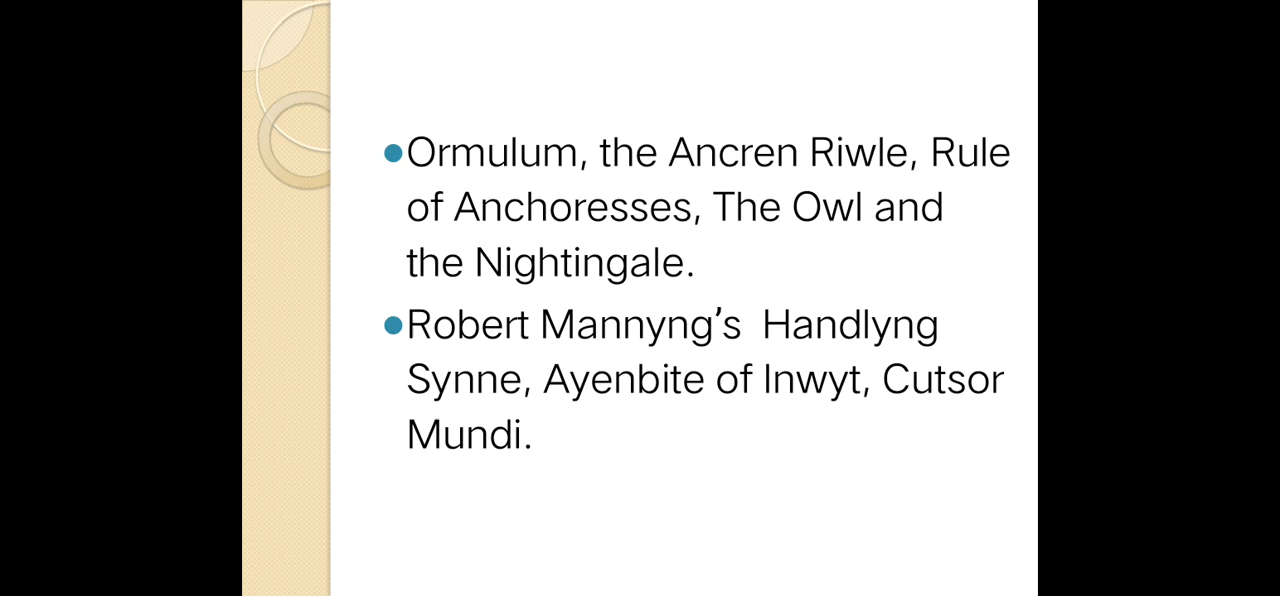 ●Ormulum, the Ancren Riwle, Rule
of Anchoresses, The Owl and
the Nightingale.
●Robert Mannyng’s  Handlyng
Synne, Ayenbite of Inwyt, Cutsor
Mundi.